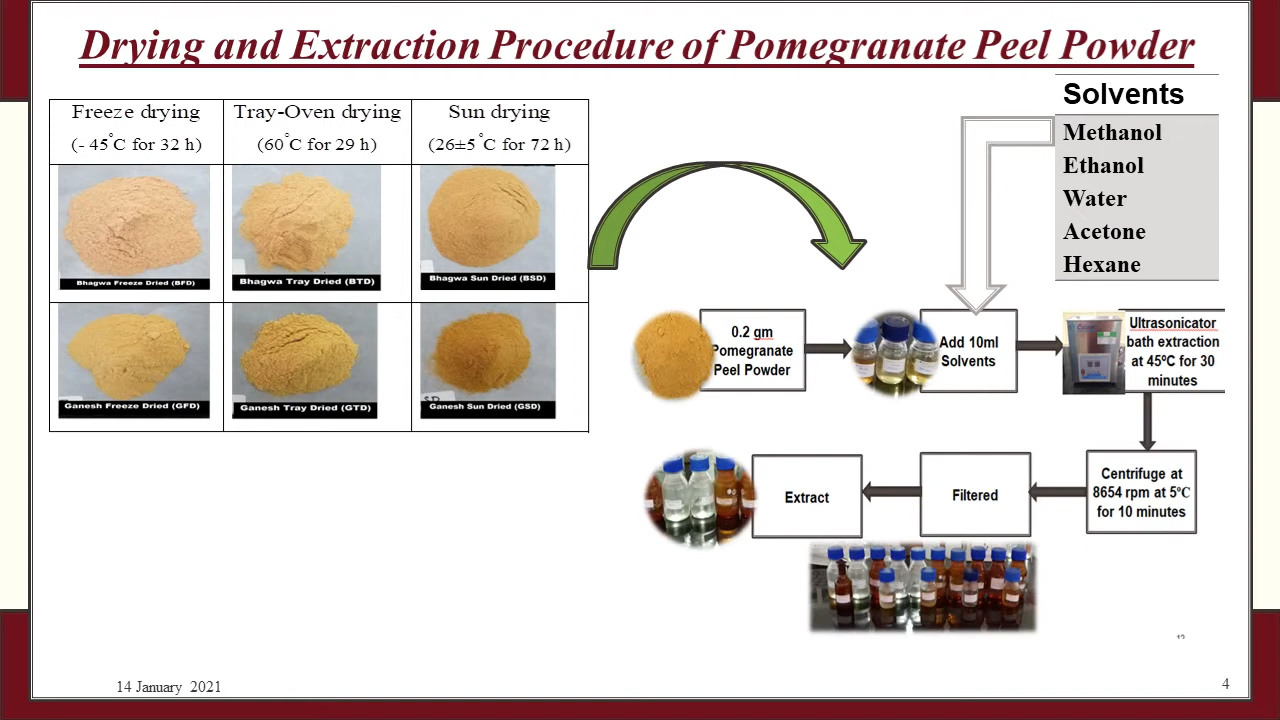 Drying and Extraction Procedure of Pomegranate Peel Powder
Freeze drying
(- 45°C for 32 h)
Tray-Oven drying
(60°C for 29 h)
Sun drying
(26±5 °C for 72 h)
Bhagwa Freeze Dried (BFD)
Bhagwa Tray Dried (BTD)
Bhagwa Sun Dried (BSD)
Ganesh Freeze Dried (GFD)
Ganesh Tray Dried (GTD)
Ganesh Sun Dried (GSD)
Solvents
Methanol
Ethanol
Water
Acetone
Hexane
0.2 gm
Pomegranate
Peel Powder
Add 10ml
Solvents
Ultrasonicator
bath extraction
at 45ºC for 30
minutes
Centrifuge at
8654 rpm at 5ºC
for 10 minutes
Filtered
Extract
14 January 2021
4